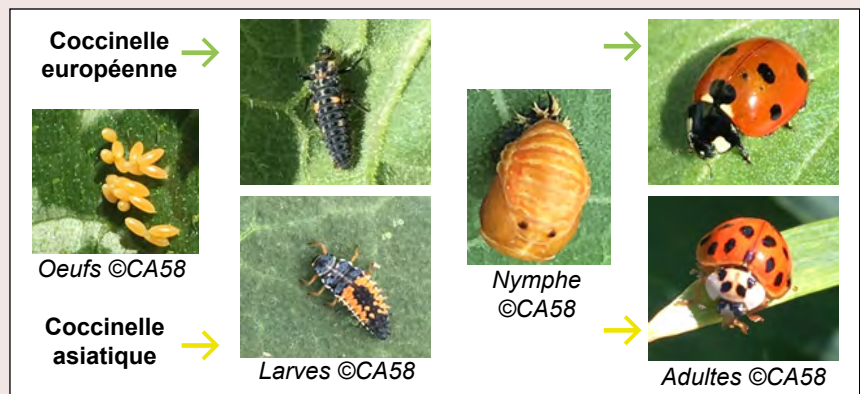 Coccinelle
européenne
Oeufs ©CA58
Coccinelle
asiatique
Larves ©CA58
Nymphe
©CA58
Adultes ©CA58